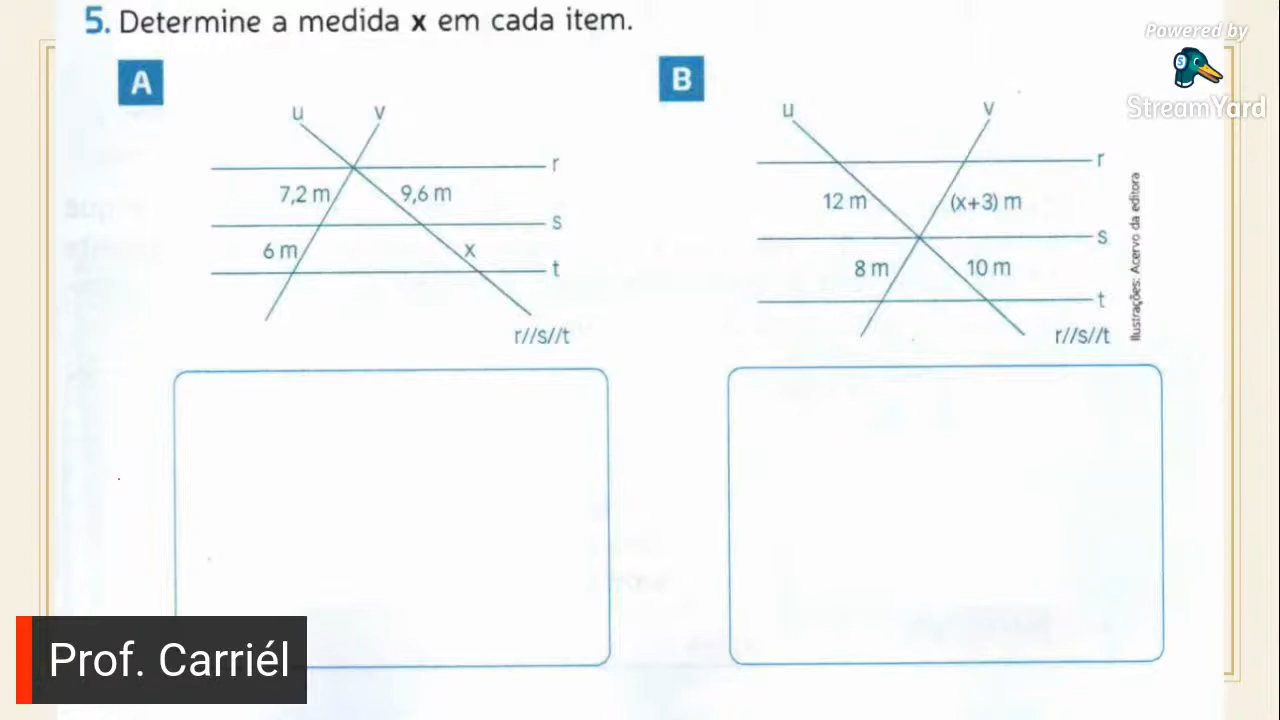 5. Determine a medida x em cada item.
Powered by
StreamYard
A
u
v
r
7,2 m
9,6 m
s
6 m
x
t
r//s//t
B
u
v
r
12 m
(x+3) m
s
8 m
10 m
t
r//s//t
Ilustrações: Acervo da editora
Prof. Carriél